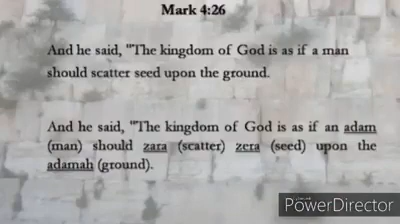 Mark 4:26
And he said, "The kingdom of God is as if a man
should scatter seed upon the ground.
And he said, "The kingdom of God is as if an adam
(man) should zara (scatter) zera (seed) upon the
adamah (ground).
PowerDirector